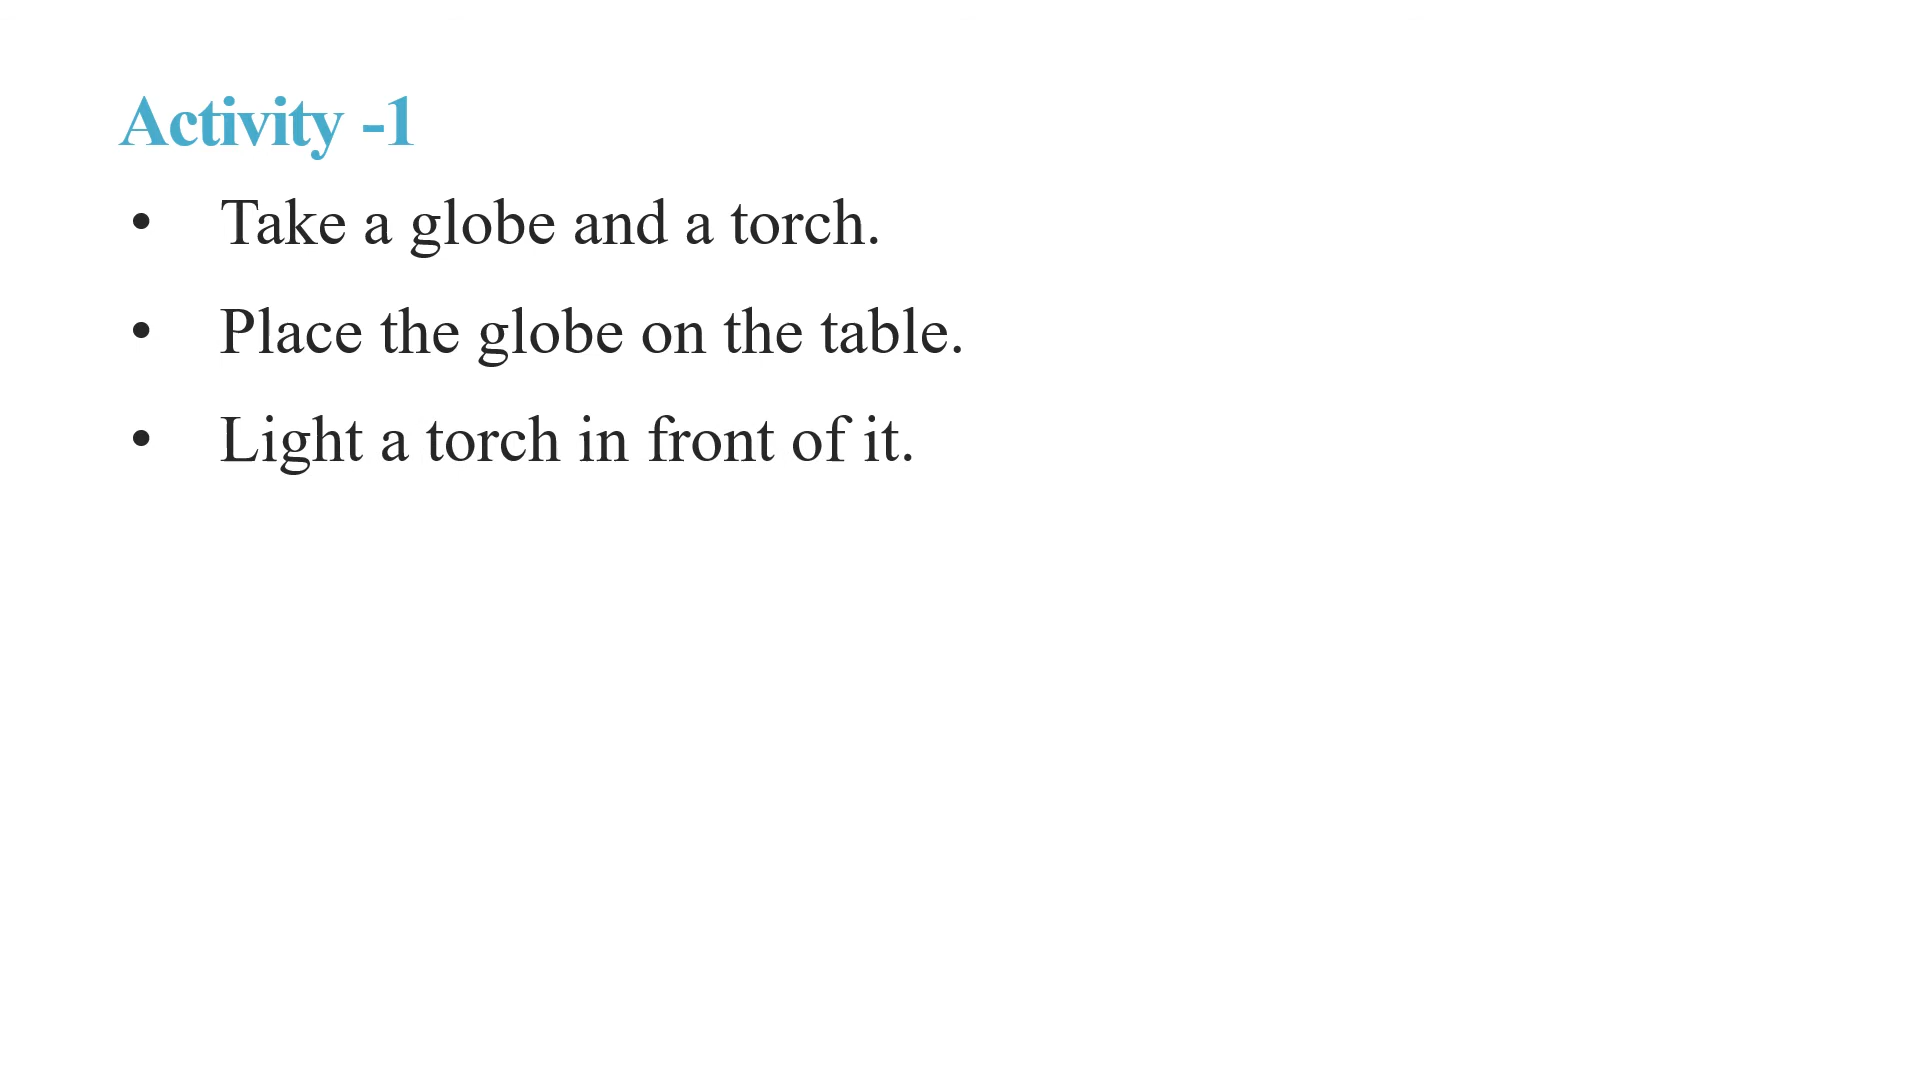 Activity -1
• Take a globe and a torch.
• Place the globe on the table.
• Light a torch in front of it.